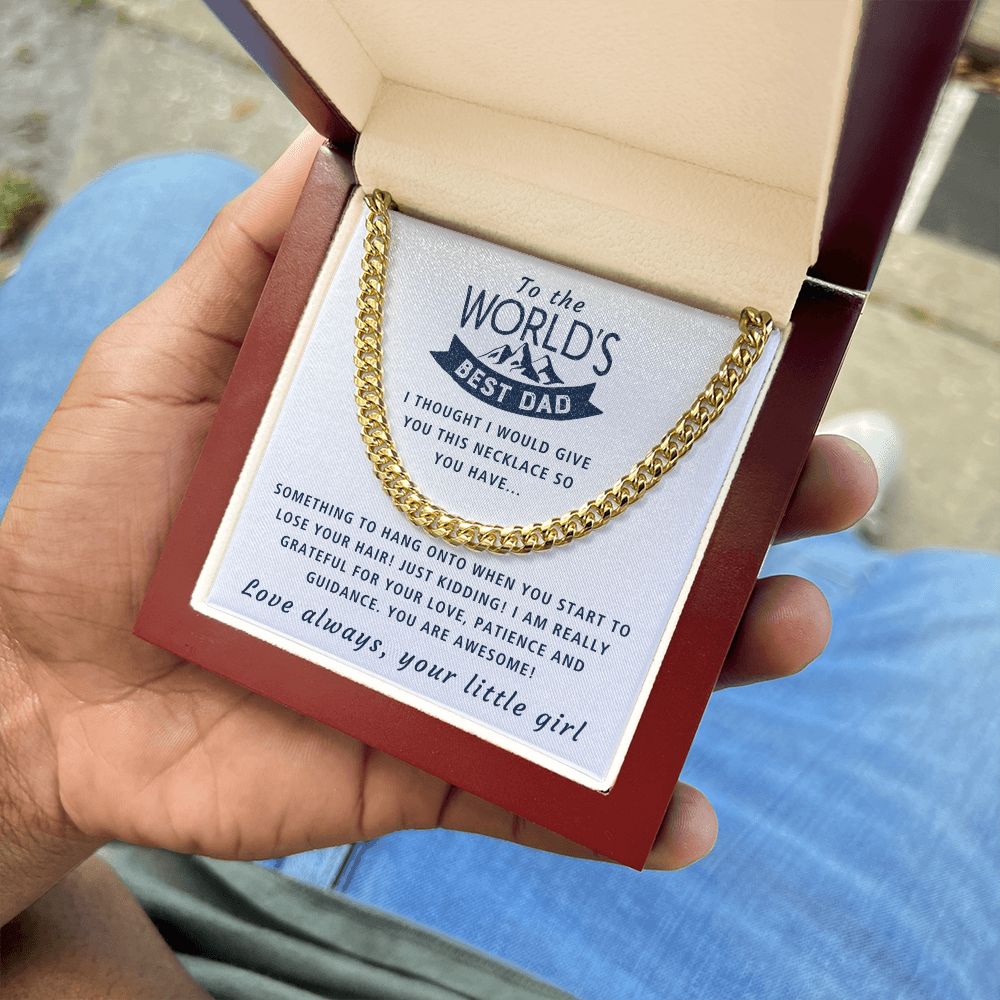 To the
WORLD'S
BEST DAD
I THOUGHT I WOULD GIVE
YOU THIS NECKLACE SO
YOU HAVE...
SOMETHING TO HANG ONTO WHEN YOU START TO
LOSE YOUR HAIR! JUST KIDDING! I AM REALLY
GRATEFUL FOR YOUR LOVE, PATIENCE AND
GUIDANCE. YOU ARE AWESOME!
Love always, your little girl